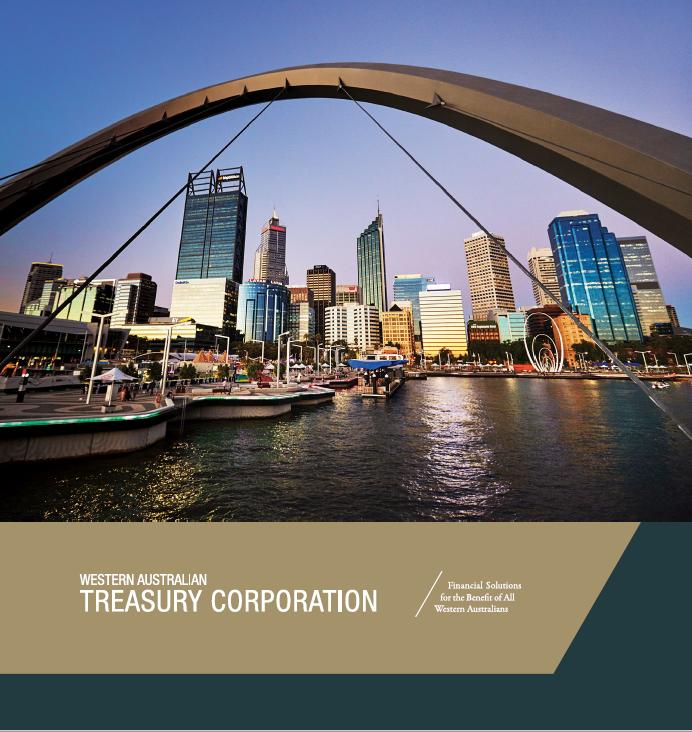 WESTERN AUSTRALIAN
TREASURY CORPORATION
Financial Solutions
for the Benefit of All
Western Australians